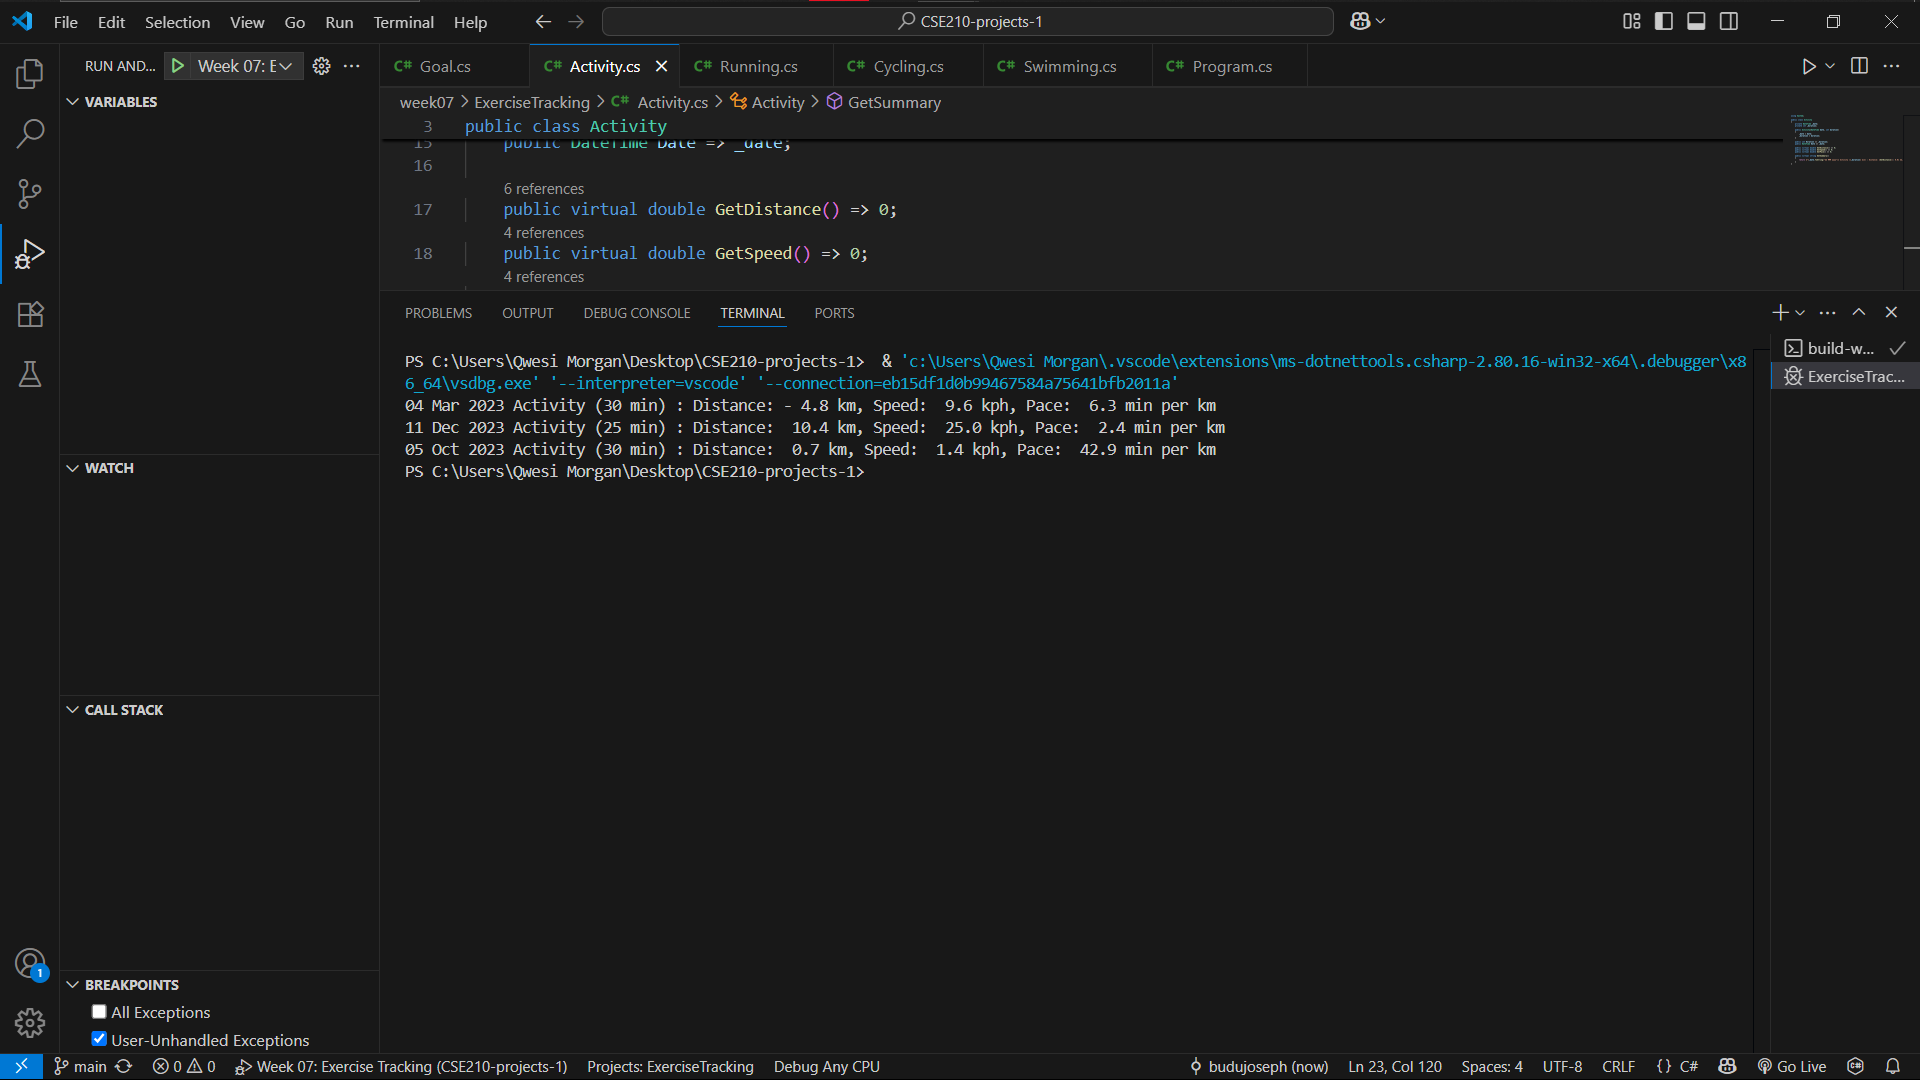 File Edit Selection View Go Run Terminal Help
CSE210-projects-1
RUN AND... Week 07: E
Goal.cs
Activity.cs
Running.cs
Cycling.cs
Swimming.cs
Program.cs
VARIABLES
WATCH
CALL STACK
BREAKPOINTS
All Exceptions
User-Unhandled Exceptions
week07 > ExerciseTracking > C# Activity.cs > Activity > GetSummary
3 public class Activity
15 public DateTime Date => _date;
16
6 references
17 public virtual double GetDistance() => 0;
4 references
18 public virtual double GetSpeed() => 0;
4 references
PROBLEMS OUTPUT DEBUG CONSOLE TERMINAL PORTS
PS C:\Users\Qwesi Morgan\Desktop\CSE210-projects-1> & 'c:\Users\Qwesi Morgan\.vscode\extensions\ms-dotnettools.csharp-2.80.16-win32-x64\.debugger\x8
6_64\vsdbg.exe' '--interpreter=vscode' '--connection=eb15df1d0b99467584a75641bfb2011a'
04 Mar 2023 Activity (30 min) : Distance: - 4.8 km, Speed:  9.6 kph, Pace:  6.3 min per km
11 Dec 2023 Activity (25 min) : Distance:  10.4 km, Speed:  25.0 kph, Pace:  2.4 min per km
05 Oct 2023 Activity (30 min) : Distance:  0.7 km, Speed:  1.4 kph, Pace:  42.9 min per km
PS C:\Users\Qwesi Morgan\Desktop\CSE210-projects-1>
build-w...
ExerciseTrac...
1
main 0 0 Week 07: Exercise Tracking (CSE210-projects-1) Projects: ExerciseTracking Debug Any CPU budujoseph (now) Ln 23, Col 120 Spaces: 4 UTF-8 CRLF {} C# Go Live